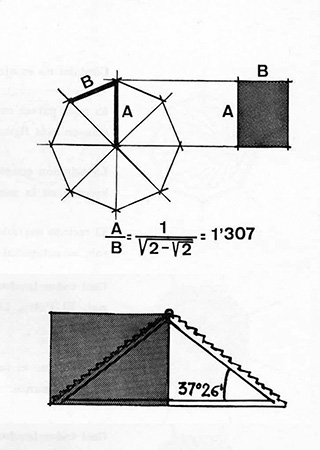 B
B
A
A
A/B = 1/√2-√2 = 1'307
37°26'